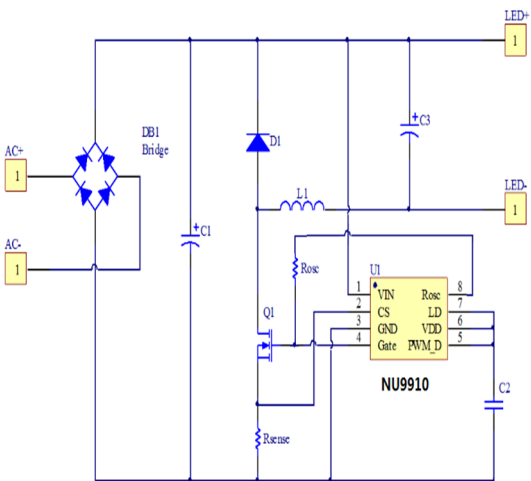 LED+
1
C3
DB1
Bridge
D1
AC+
1
L1
LED-
1
C1
AC-
1
Rosc
U1
1 VIN Rosc 8
2 CS LD 7
3 GND VDD 6
4 Gate PWM_D 5
Q1
NU9910
C2
Rsense